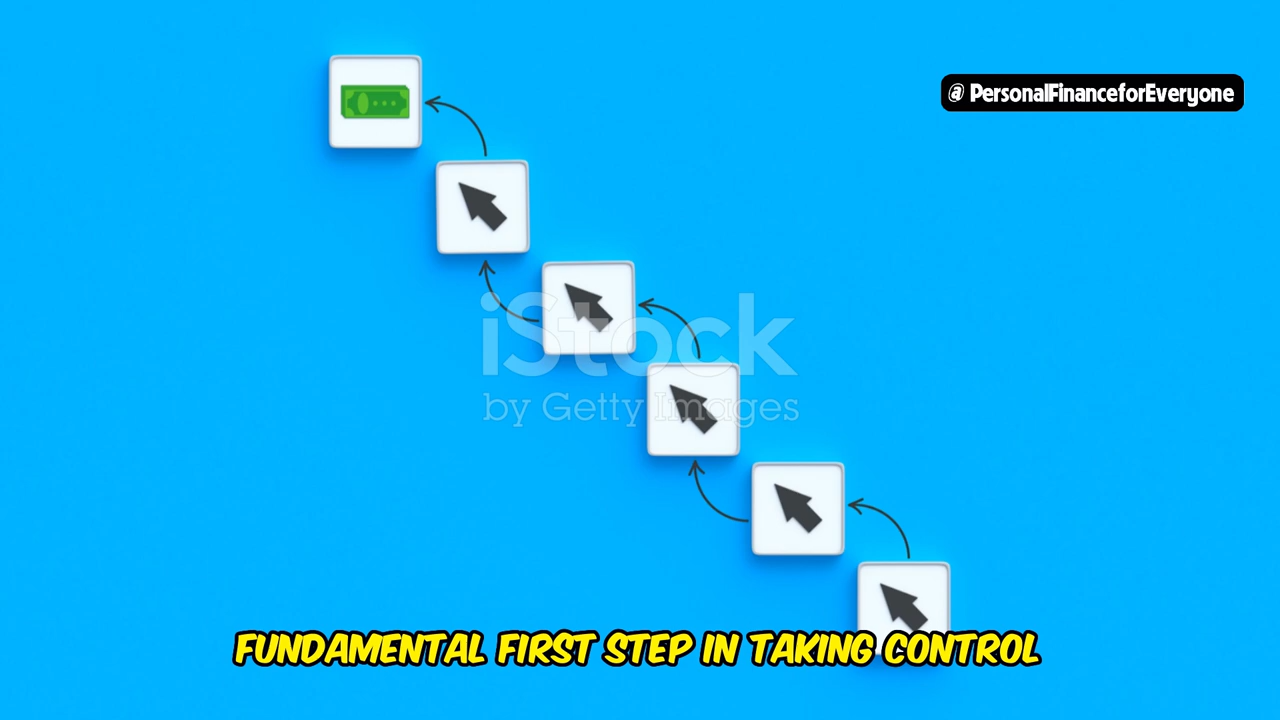 @ PersonalFinanceforEveryone
iStock
by Getty Images
FUNDAMENTAL FIRST STEP IN TAKING CONTROL